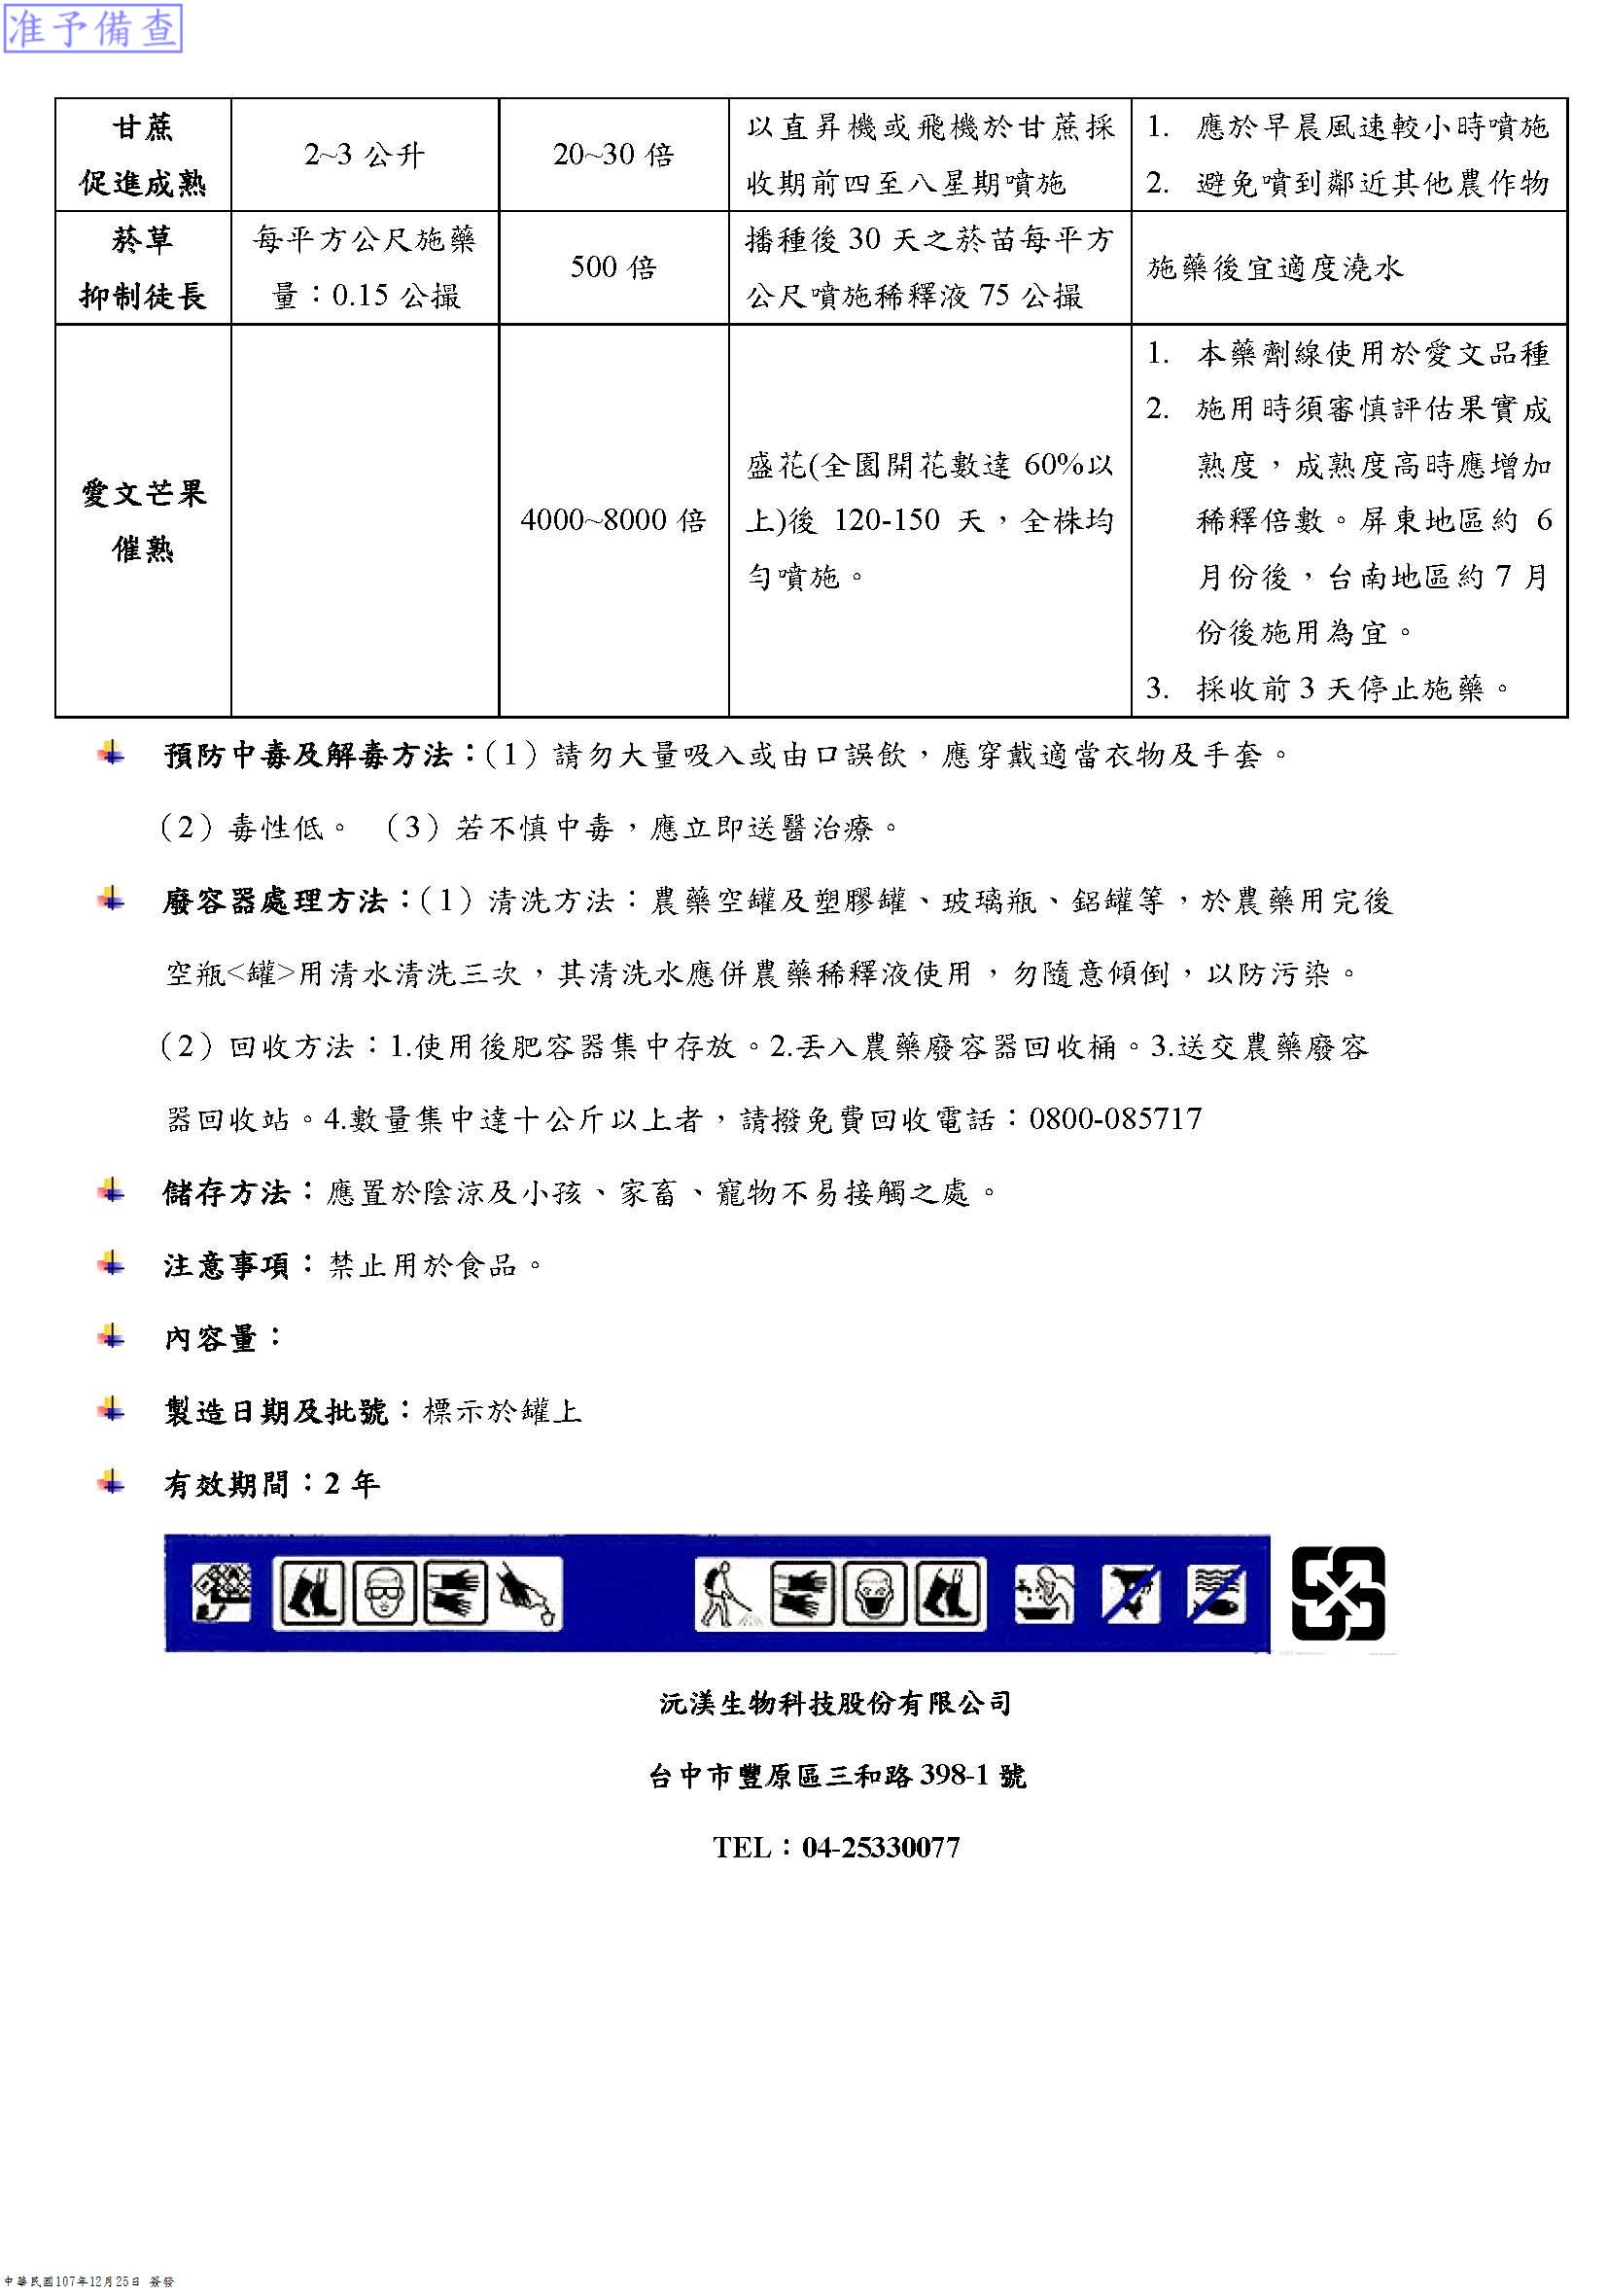 准予備查
甘蔗
促進成熟
2~3 公升
20~30 倍
以直昇機或飛機於甘蔗採
收期前四至八星期噴施
1. 應於早晨風速較小時噴施
2. 避免噴到鄰近其他農作物
菸草
抑制徒長
每平方公尺施藥
量：0.15 公撮
500 倍
播種後 30 天之菸苗每平方
公尺噴施稀釋液 75 公撮
施藥後宜適度澆水
愛文芒果
催熟
4000~8000 倍
盛花(全園開花數達 60%以
上)後 120-150 天，全株均
勻噴施。
1. 本藥劑線使用於愛文品種
2. 施用時須審慎評估果實成
熟度，成熟度高時應增加
稀釋倍數。屏東地區約 6
月份後，台南地區約 7 月
份後施用為宜。
3. 採收前 3 天停止施藥。
預防中毒及解毒方法：（1）請勿大量吸入或由口誤飲，應穿戴適當衣物及手套。
（2）毒性低。 （3）若不慎中毒，應立即送醫治療。
廢容器處理方法：（1）清洗方法：農藥空罐及塑膠罐、玻璃瓶、鋁罐等，於農藥用完後
空瓶<罐>用清水清洗三次，其清洗水應併農藥稀釋液使用，勿隨意傾倒，以防污染。
（2）回收方法：1.使用後肥容器集中存放。2.丟入農藥廢容器回收桶。3.送交農藥廢容
器回收站。4.數量集中達十公斤以上者，請撥免費回收電話：0800-085717
儲存方法：應置於陰涼及小孩、家畜、寵物不易接觸之處。
注意事項：禁止用於食品。
內容量：
製造日期及批號：標示於罐上
有效期間：2 年
沅渼生物科技股份有限公司
台中市豐原區三和路 398-1 號
TEL：04-25330077
中華民國107年12月25日 簽發